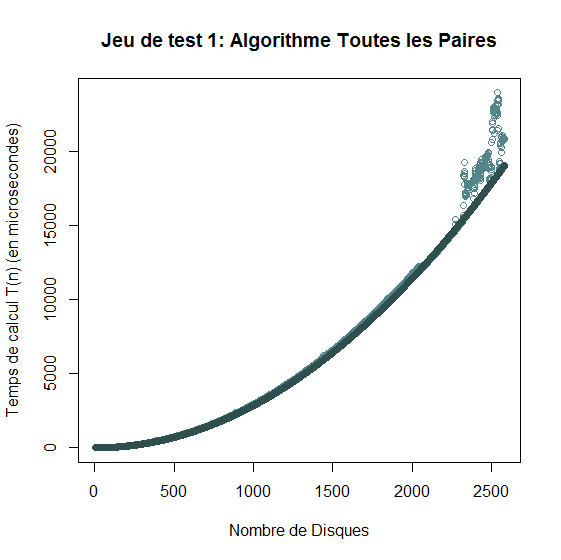 Jeu de test 1: Algorithme Toutes les Paires
Temps de calcul T(n) (en microsecondes)
20000
15000
10000
5000
0
0 500 1000 1500 2000 2500
Nombre de Disques